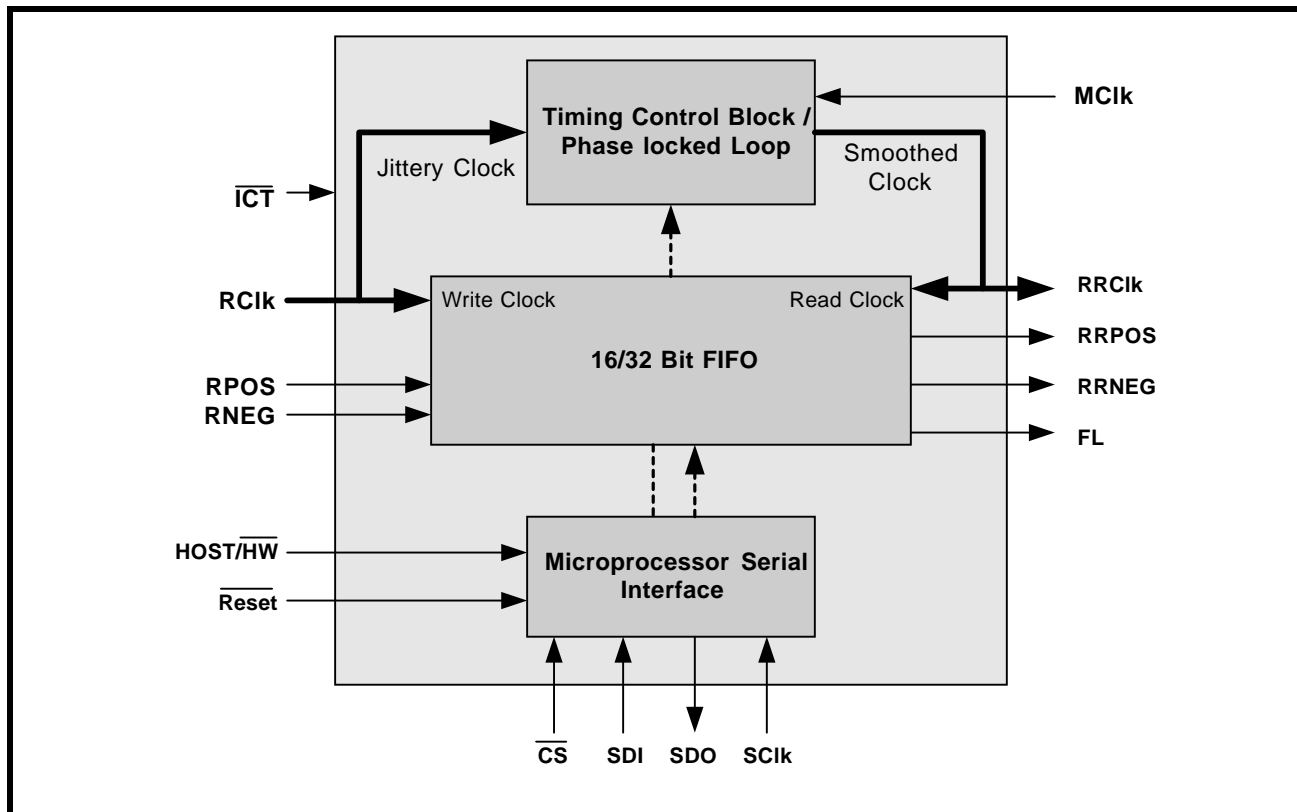 Timing Control Block /
Phase locked Loop
MClk
Jittery Clock
Smoothed
Clock
ICT
RClk
Write Clock
Read Clock
RRClk
16/32 Bit FIFO
RRPOS
RPOS
RRNEG
RNEG
FL
HOST/HW
Microprocessor Serial
Interface
Reset
CS
SDI
SDO
SClk